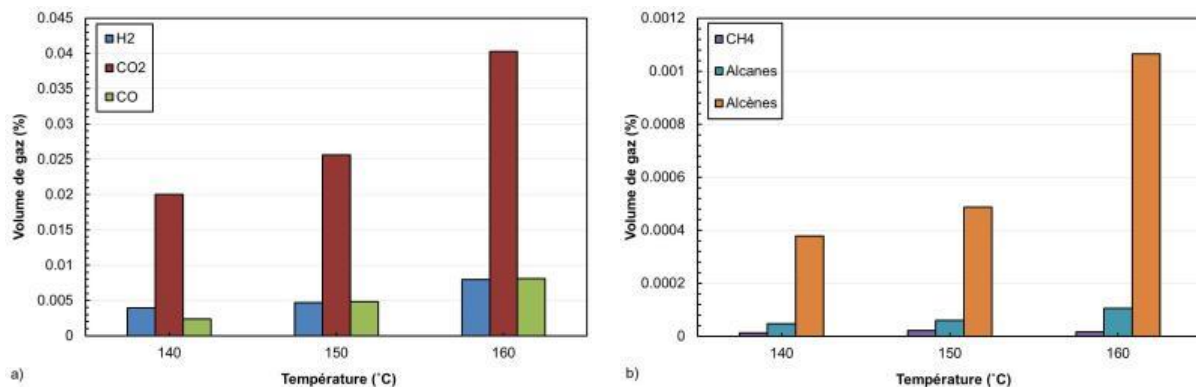 0.045
0.04
0.035
0.03
0.025
0.02
0.015
0.01
0.005
0
Volume de gaz (%)
H2
CO2
CO
140
150
160
Température (˚C)
a)
0.0012
0.001
0.0008
0.0006
0.0004
0.0002
0
Volume de gaz (%)
CH4
Alcanes
Alcènes
140
150
160
Température (˚C)
b)